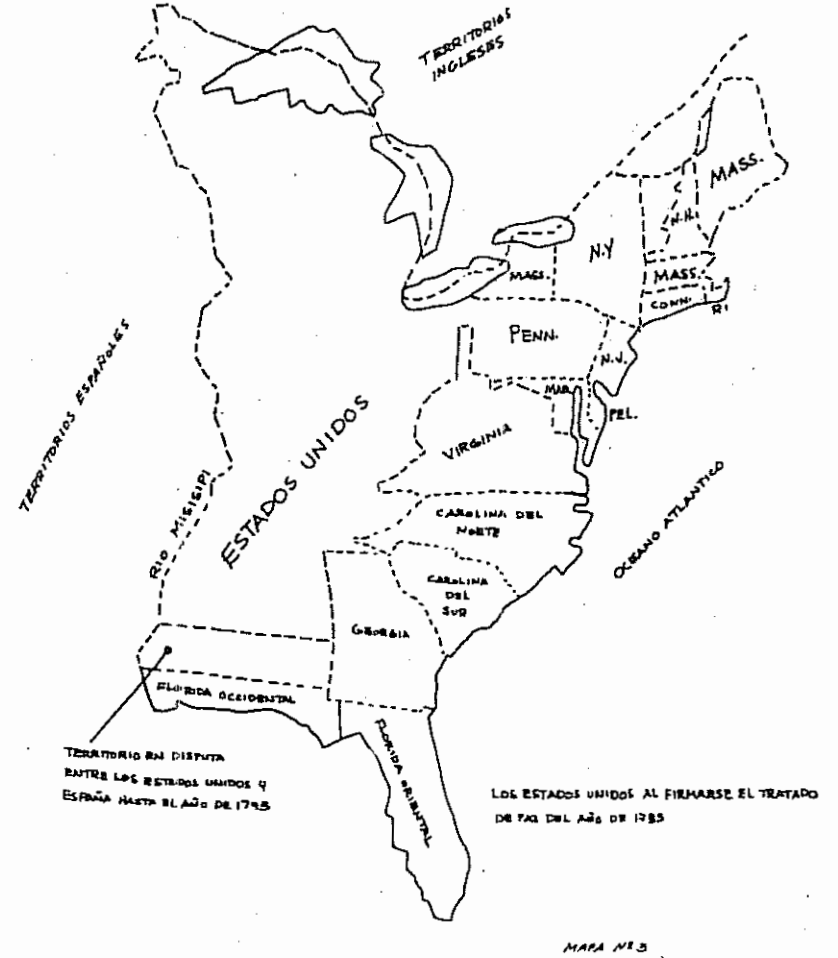 TERRITORIOS
INGLESES
MASS.
N.H.
N.Y
MASS.
MASS.
CONN.
RI
PENN.
N.J.
MAR.
DEL.
VIRGINIA
TERRITORIOS ESPAÑOLES
RIO MISISIPI
ESTADOS UNIDOS
OCEANO ATLANTICO
CAROLINA DEL
NORTE
CAROLINA
DEL
SUR
GEORGIA
FLORIDA OCCIDENTAL
FLORIDA ORIENTAL
TERRITORIO EN DISPUTA
ENTRE LOS ESTADOS UNIDOS Y
ESPAÑA HASTA EL AÑO DE 1795
LOS ESTADOS UNIDOS AL FIRMARSE EL TRATADO
DE PAZ DEL AÑO DE 1783
MAPA Nº 3